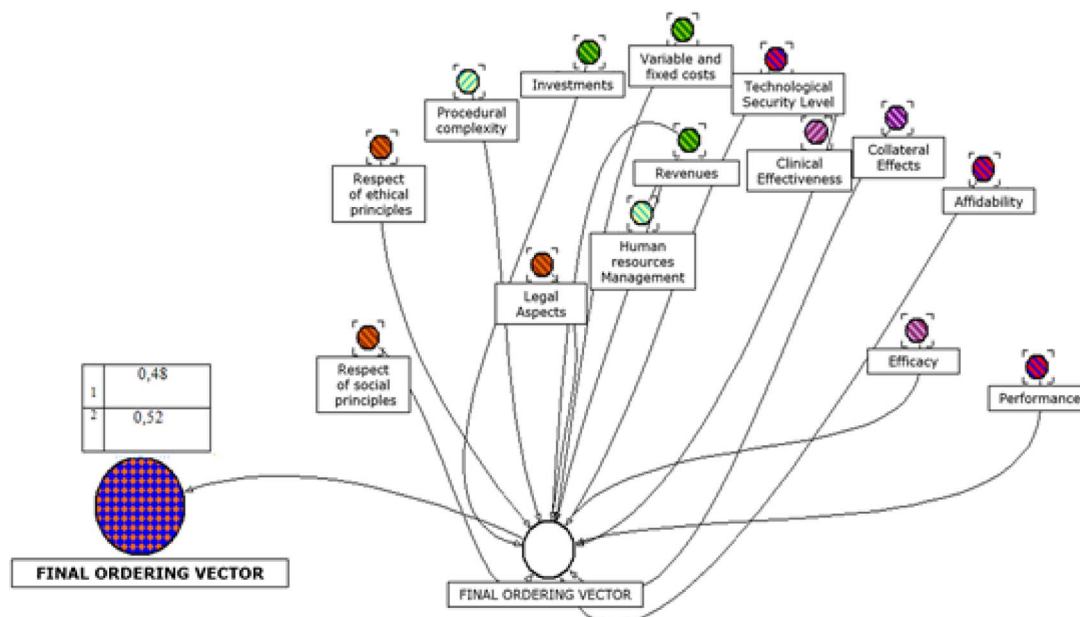 Variable and
fixed costs
Investments
Technological
Security Level
Procedural
complexity
Collateral
Effects
Clinical
Effectiveness
Revenues
Respect
of ethical
principles
Affidability
Human
resources
Management
Legal
Aspects
Efficacy
Respect
of social
principles
Performance
1 0,48
2 0,52
FINAL ORDERING VECTOR
FINAL ORDERING VECTOR